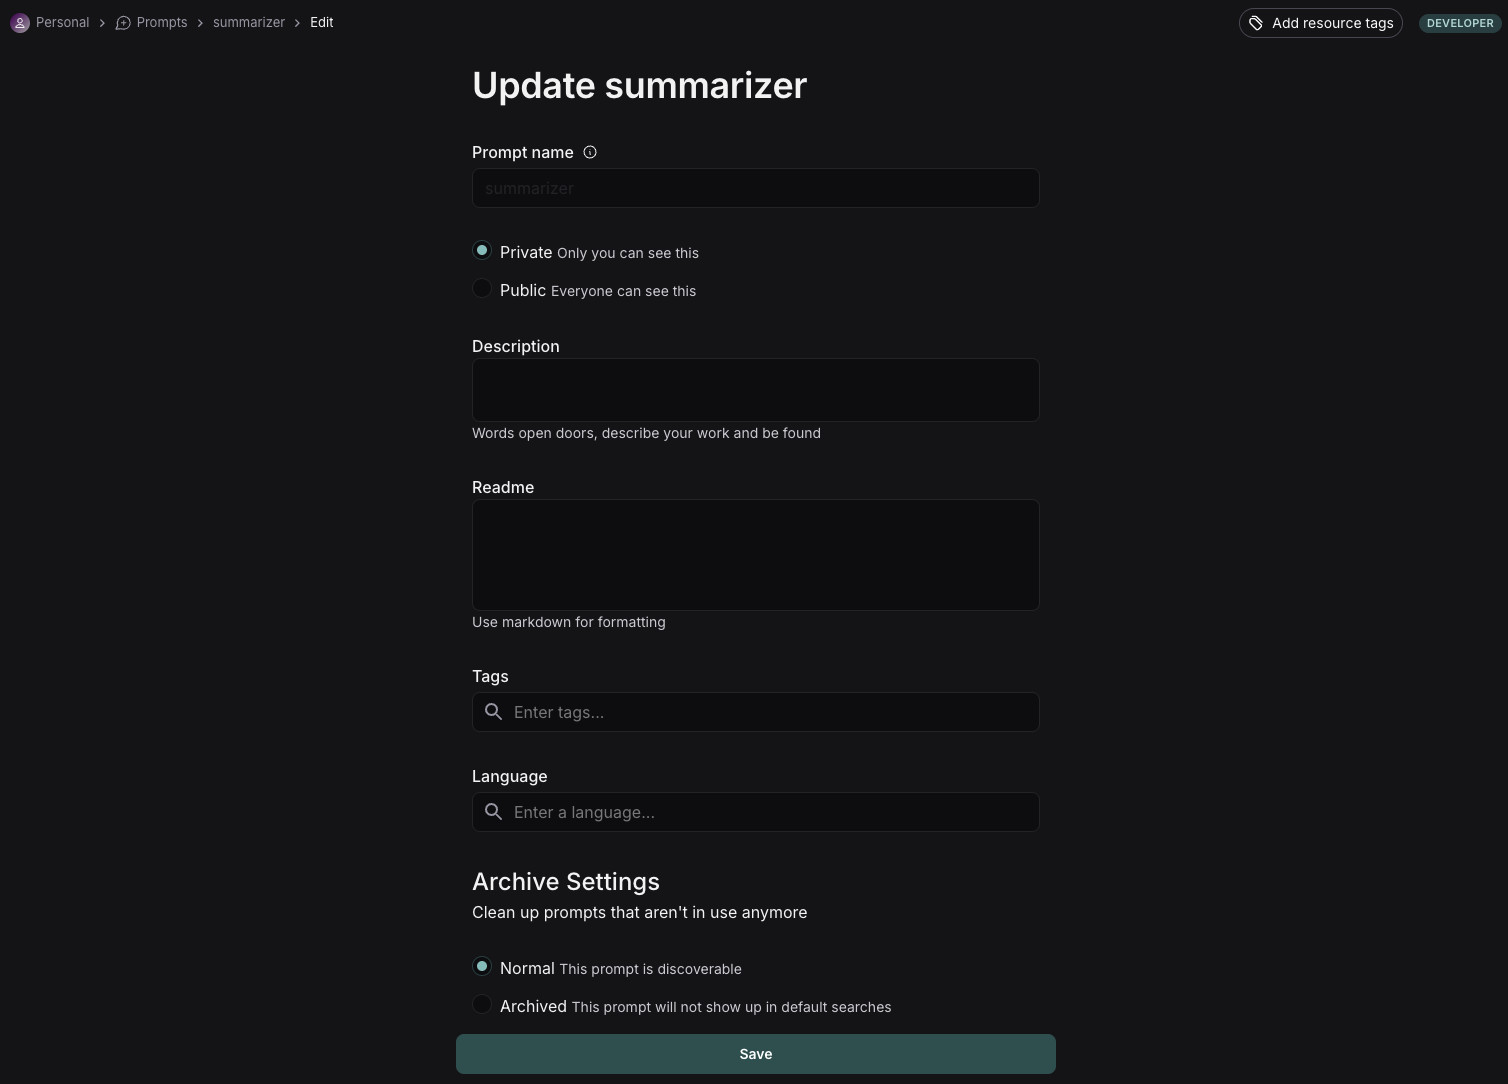 Personal > Prompts > summarizer > Edit
Add resource tags
DEVELOPER
Update summarizer
Prompt name
summarizer
Private Only you can see this
Public Everyone can see this
Description
Words open doors, describe your work and be found
Readme
Use markdown for formatting
Tags
Enter tags...
Language
Enter a language...
Archive Settings
Clean up prompts that aren't in use anymore
Normal This prompt is discoverable
Archived This prompt will not show up in default searches
Save